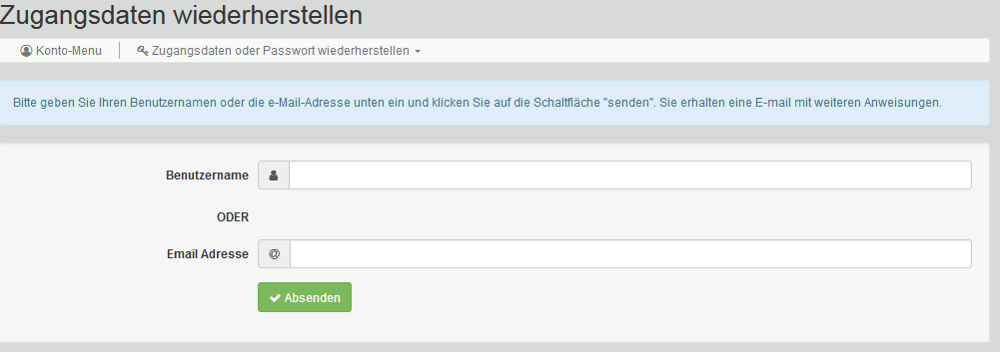 Zugangsdaten wiederherstellen
Konto-Menu Zugangsdaten oder Passwort wiederherstellen
Bitte geben Sie Ihren Benutzernamen oder die e-Mail-Adresse unten ein und klicken Sie auf die Schaltfläche "senden". Sie erhalten eine E-mail mit weiteren Anweisungen.
Benutzername
ODER
Email Adresse @
Absenden